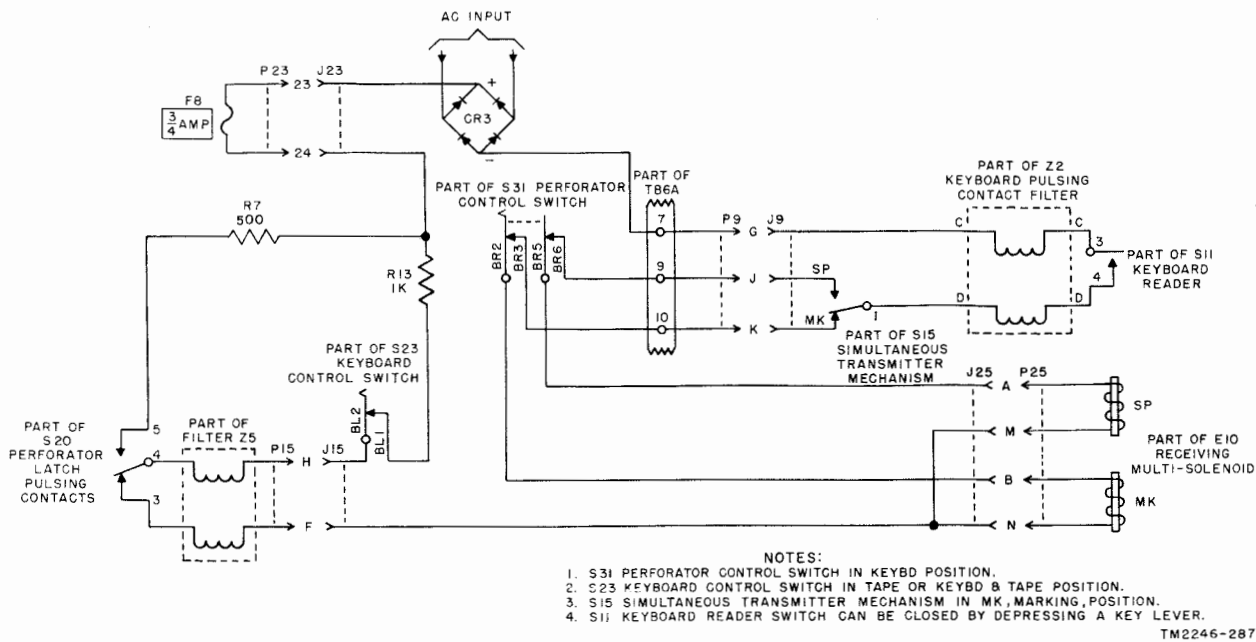 AC INPUT
P 23
23
J23
F8
3/4 AMP
24
+
CR3
−
R7
500
R13
1K
PART OF S31 PERFORATOR
CONTROL SWITCH
BR2
BR3
BR5
BR6
PART OF
TB6A
7
9
10
P9
J9
G
J
K
SP
MK
1
PART OF S15
SIMULTANEOUS
TRANSMITTER
MECHANISM
PART OF Z2
KEYBOARD PULSING
CONTACT FILTER
C
C
D
D
3
4
PART OF S11
KEYBOARD
READER
PART OF S23
KEYBOARD
CONTROL SWITCH
BL2
BL1
PART OF
S20
PERFORATOR
LATCH
PULSING
CONTACTS
5
4
3
PART OF
FILTER Z5
P15
H
J15
F
J25
A
P25
M
B
N
SP
MK
PART OF E10
RECEIVING
MULTI-SOLENOID
NOTES:
1. S31 PERFORATOR CONTROL SWITCH IN KEYBD POSITION.
2. S23 KEYBOARD CONTROL SWITCH IN TAPE OR KEYBD & TAPE POSITION.
3. S15 SIMULTANEOUS TRANSMITTER MECHANISM IN MK, MARKING, POSITION.
4. S11 KEYBOARD READER SWITCH CAN BE CLOSED BY DEPRESSING A KEY LEVER.
TM2246-287